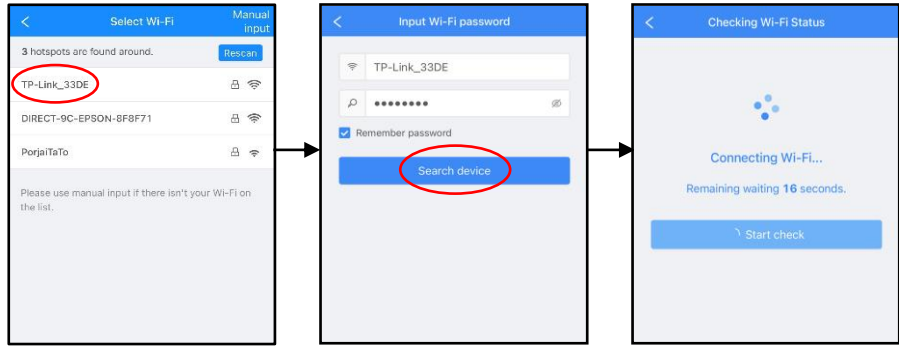 Select Wi-Fi
Manual
input
3 hotspots are found around.
Rescan
TP-Link_33DE
DIRECT-9C-EPSON-8F8F71
PorjaiTaTo
Please use manual input if there isn't your Wi-Fi on
the list.
Input Wi-Fi password
TP-Link_33DE
••••••••
Remember password
Search device
Checking Wi-Fi Status
Connecting Wi-Fi...
Remaining waiting 16 seconds.
Start check